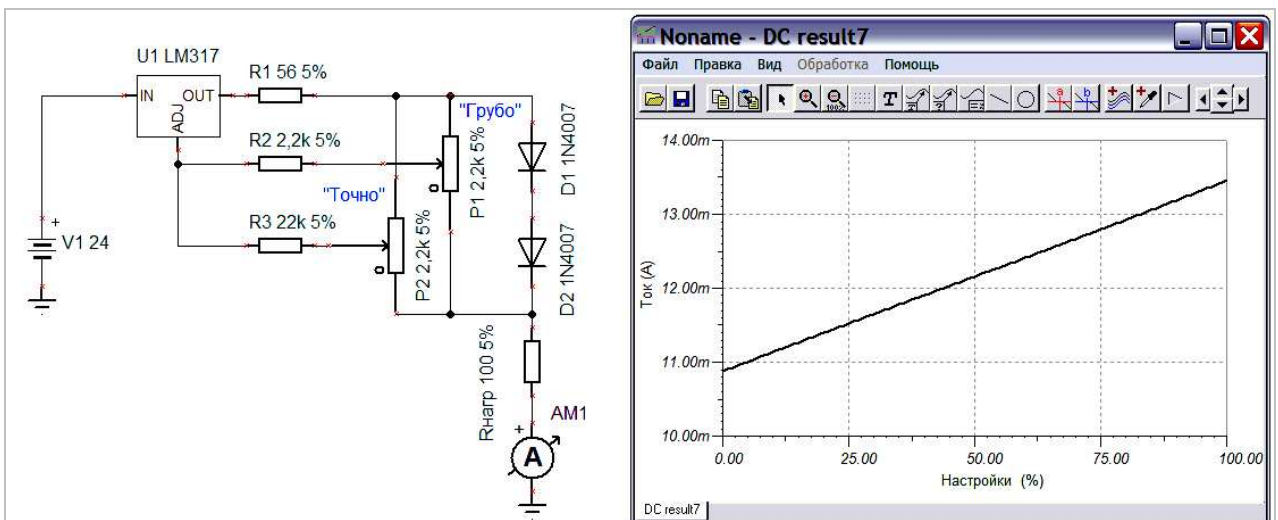 U1 LM317
IN
OUT
ADJ
R1 56 5%
"Грубо"
R2 2,2k 5%
P1 2,2k 5%
D1 1N4007
"Точно"
R3 22k 5%
P2 2,2k 5%
D2 1N4007
+
V1 24
Rнагр 100 5%
+
AM1
A
Noname - DC result7
Файл Правка Вид Обработка Помощь
100%
T
a
b
14.00m
13.00m
12.00m
11.00m
10.00m
Ток (A)
0.00 25.00 50.00 75.00 100.00
Настройки (%)
DC result7